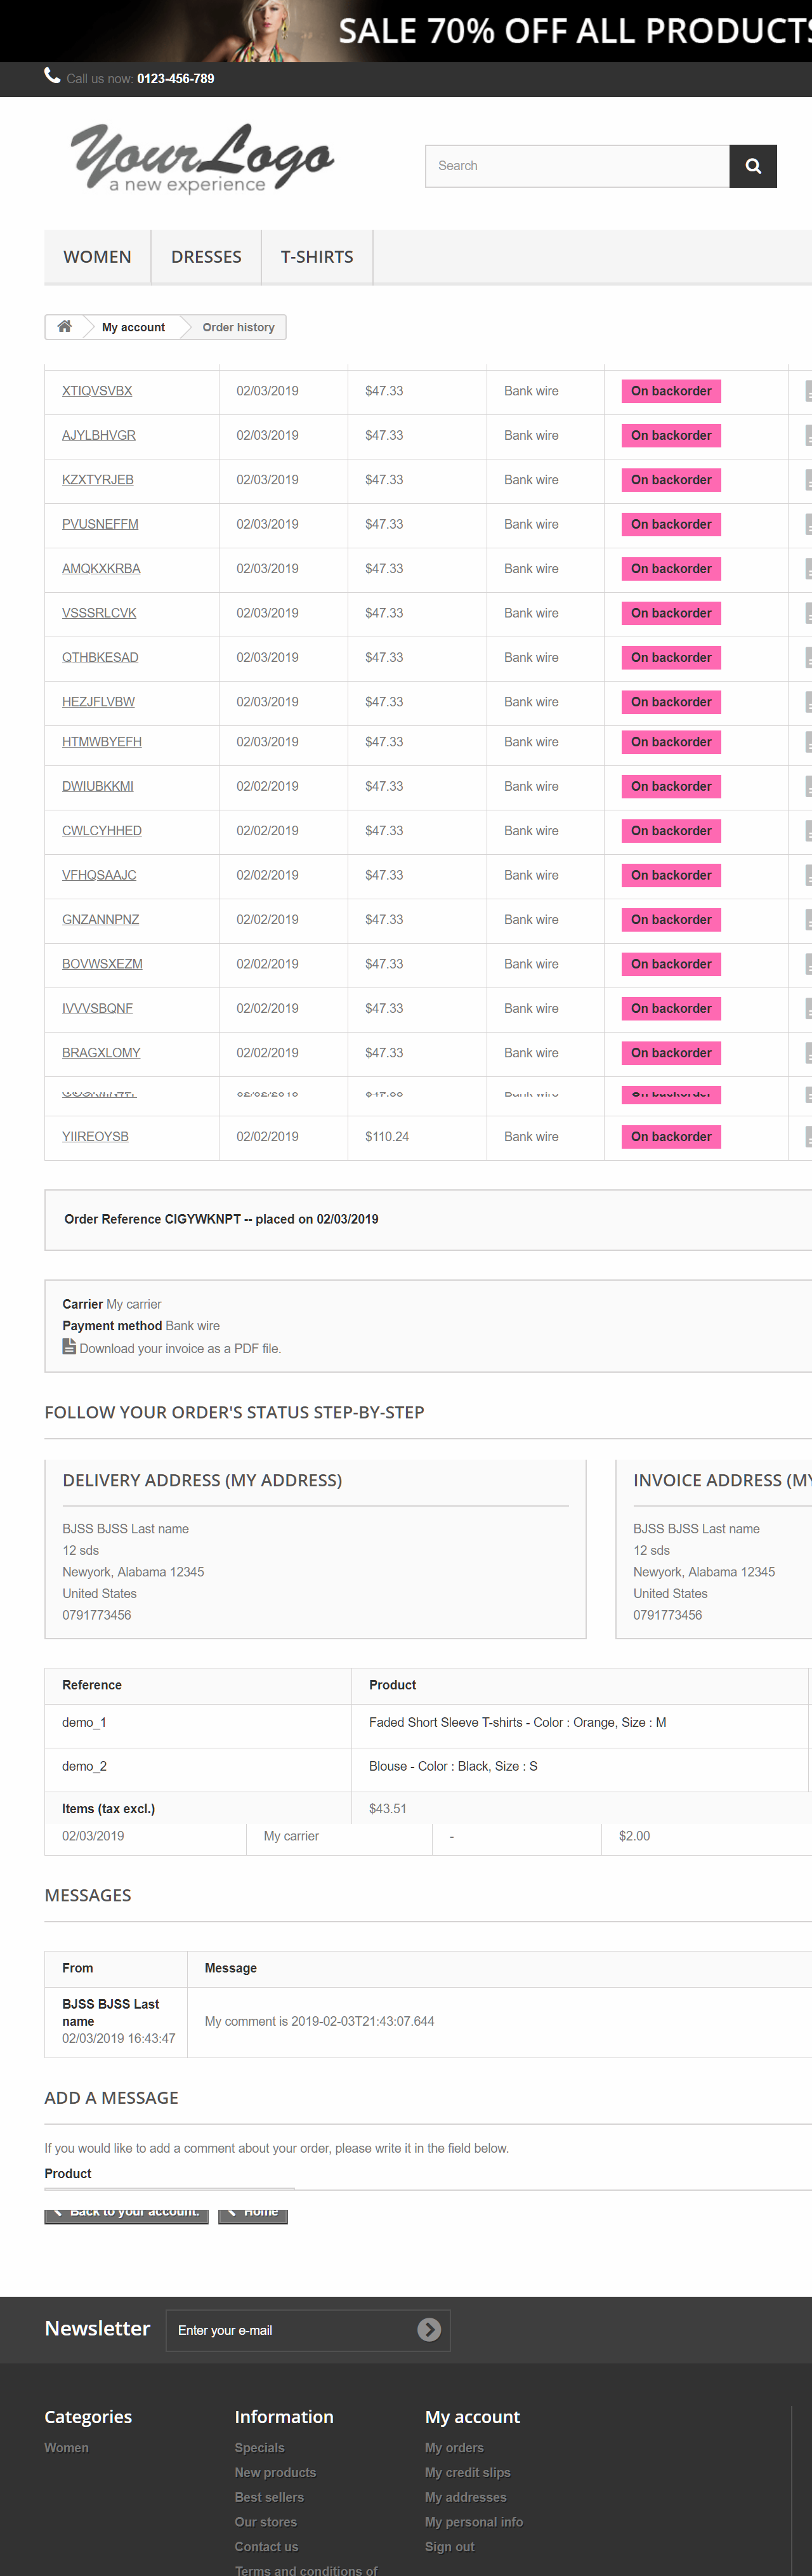 SALE 70% OFF ALL PRODUCTS
Call us now: 0123-456-789
YourLogo
a new experience
Search
WOMEN DRESSES T-SHIRTS
My account Order history
XTIQVSVBX 02/03/2019 $47.33 Bank wire On backorder
AJYLBHVGR 02/03/2019 $47.33 Bank wire On backorder
KZXTYRJEB 02/03/2019 $47.33 Bank wire On backorder
PVUSNEFFM 02/03/2019 $47.33 Bank wire On backorder
AMQKXKRBA 02/03/2019 $47.33 Bank wire On backorder
VSSSRLCVK 02/03/2019 $47.33 Bank wire On backorder
QTHBKESAD 02/03/2019 $47.33 Bank wire On backorder
HEZJFLVBW 02/03/2019 $47.33 Bank wire On backorder
HTMWBYEFH 02/03/2019 $47.33 Bank wire On backorder
DWIUBKKMI 02/02/2019 $47.33 Bank wire On backorder
CWLCYHHED 02/02/2019 $47.33 Bank wire On backorder
VFHQSAAJC 02/02/2019 $47.33 Bank wire On backorder
GNZANNPNZ 02/02/2019 $47.33 Bank wire On backorder
BOVWSXEZM 02/02/2019 $47.33 Bank wire On backorder
IVVVSBQNF 02/02/2019 $47.33 Bank wire On backorder
BRAGXLOMY 02/02/2019 $47.33 Bank wire On backorder
Bank wire On backorder
YIIREOYSB 02/02/2019 $110.24 Bank wire On backorder
Order Reference CIGYWKNPT -- placed on 02/03/2019
Carrier My carrier
Payment method Bank wire
Download your invoice as a PDF file.
FOLLOW YOUR ORDER'S STATUS STEP-BY-STEP
DELIVERY ADDRESS (MY ADDRESS) INVOICE ADDRESS (MY
BJSS BJSS Last name BJSS BJSS Last name
12 sds 12 sds
Newyork, Alabama 12345 Newyork, Alabama 12345
United States United States
0791773456 0791773456
Reference Product
demo_1 Faded Short Sleeve T-shirts - Color : Orange, Size : M
demo_2 Blouse - Color : Black, Size : S
Items (tax excl.) $43.51
02/03/2019 My carrier - $2.00
MESSAGES
From Message
BJSS BJSS Last
name
02/03/2019 16:43:47 My comment is 2019-02-03T21:43:07.644
ADD A MESSAGE
If you would like to add a comment about your order, please write it in the field below.
Product
Back to your account. Home
Newsletter Enter your e-mail
Categories Information My account
Women Specials My orders
New products My credit slips
Best sellers My addresses
Our stores My personal info
Contact us Sign out
Terms and conditions of